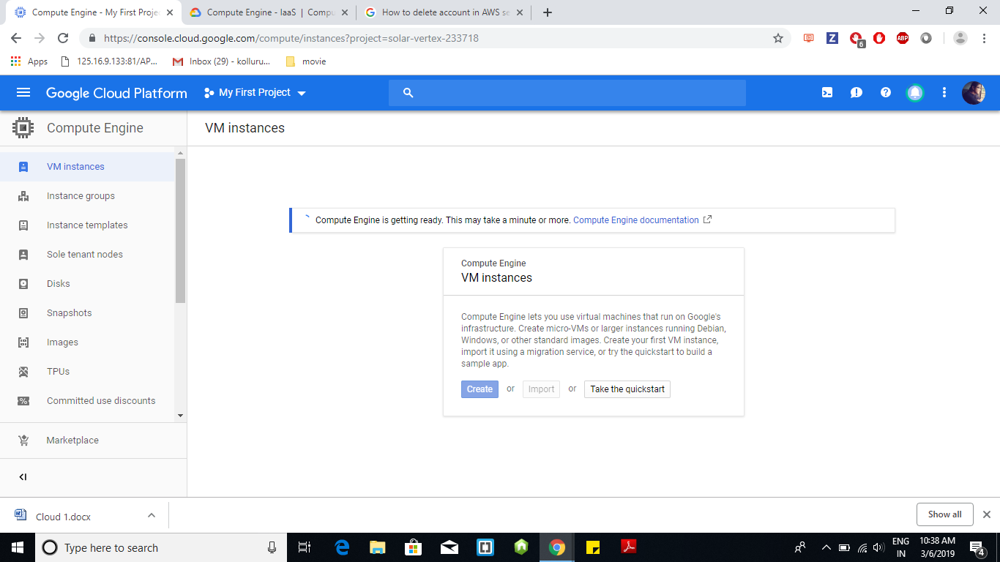 Compute Engine - My First Proje
Compute Engine - IaaS | Compu
How to delete account in AWS se
https://console.cloud.google.com/compute/instances?project=solar-vertex-233718
Z
6
ABP
Apps
125.16.9.133:81/AP...
Inbox (29) - kolluru...
movie
Google Cloud Platform
My First Project
Compute Engine
VM instances
VM instances
Instance groups
Instance templates
Sole tenant nodes
Disks
Snapshots
Images
TPUs
Committed use discounts
Marketplace
Compute Engine is getting ready. This may take a minute or more. Compute Engine documentation
Compute Engine
VM instances
Compute Engine lets you use virtual machines that run on Google's
infrastructure. Create micro-VMs or larger instances running Debian,
Windows, or other standard images. Create your first VM instance,
import it using a migration service, or try the quickstart to build a
sample app.
Create or Import or Take the quickstart
Cloud 1.docx
Show all
Type here to search
ENG
IN
10:38 AM
3/6/2019
4